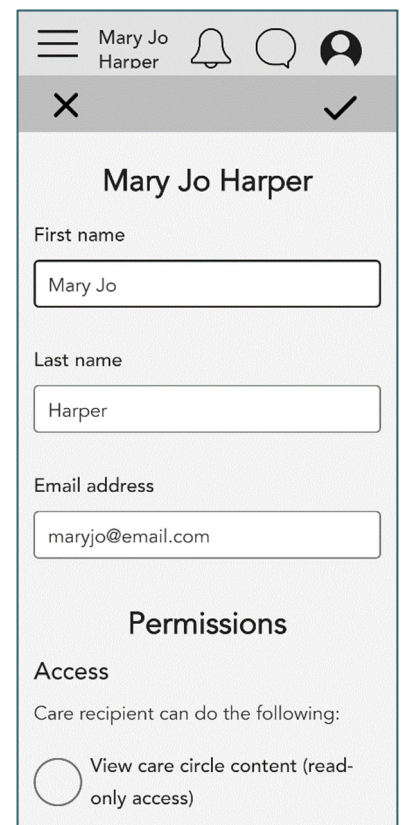 Mary Jo
Harper
Mary Jo Harper
First name
Mary Jo
Last name
Harper
Email address
maryjo@email.com
Permissions
Access
Care recipient can do the following:
View care circle content (read-
only access)